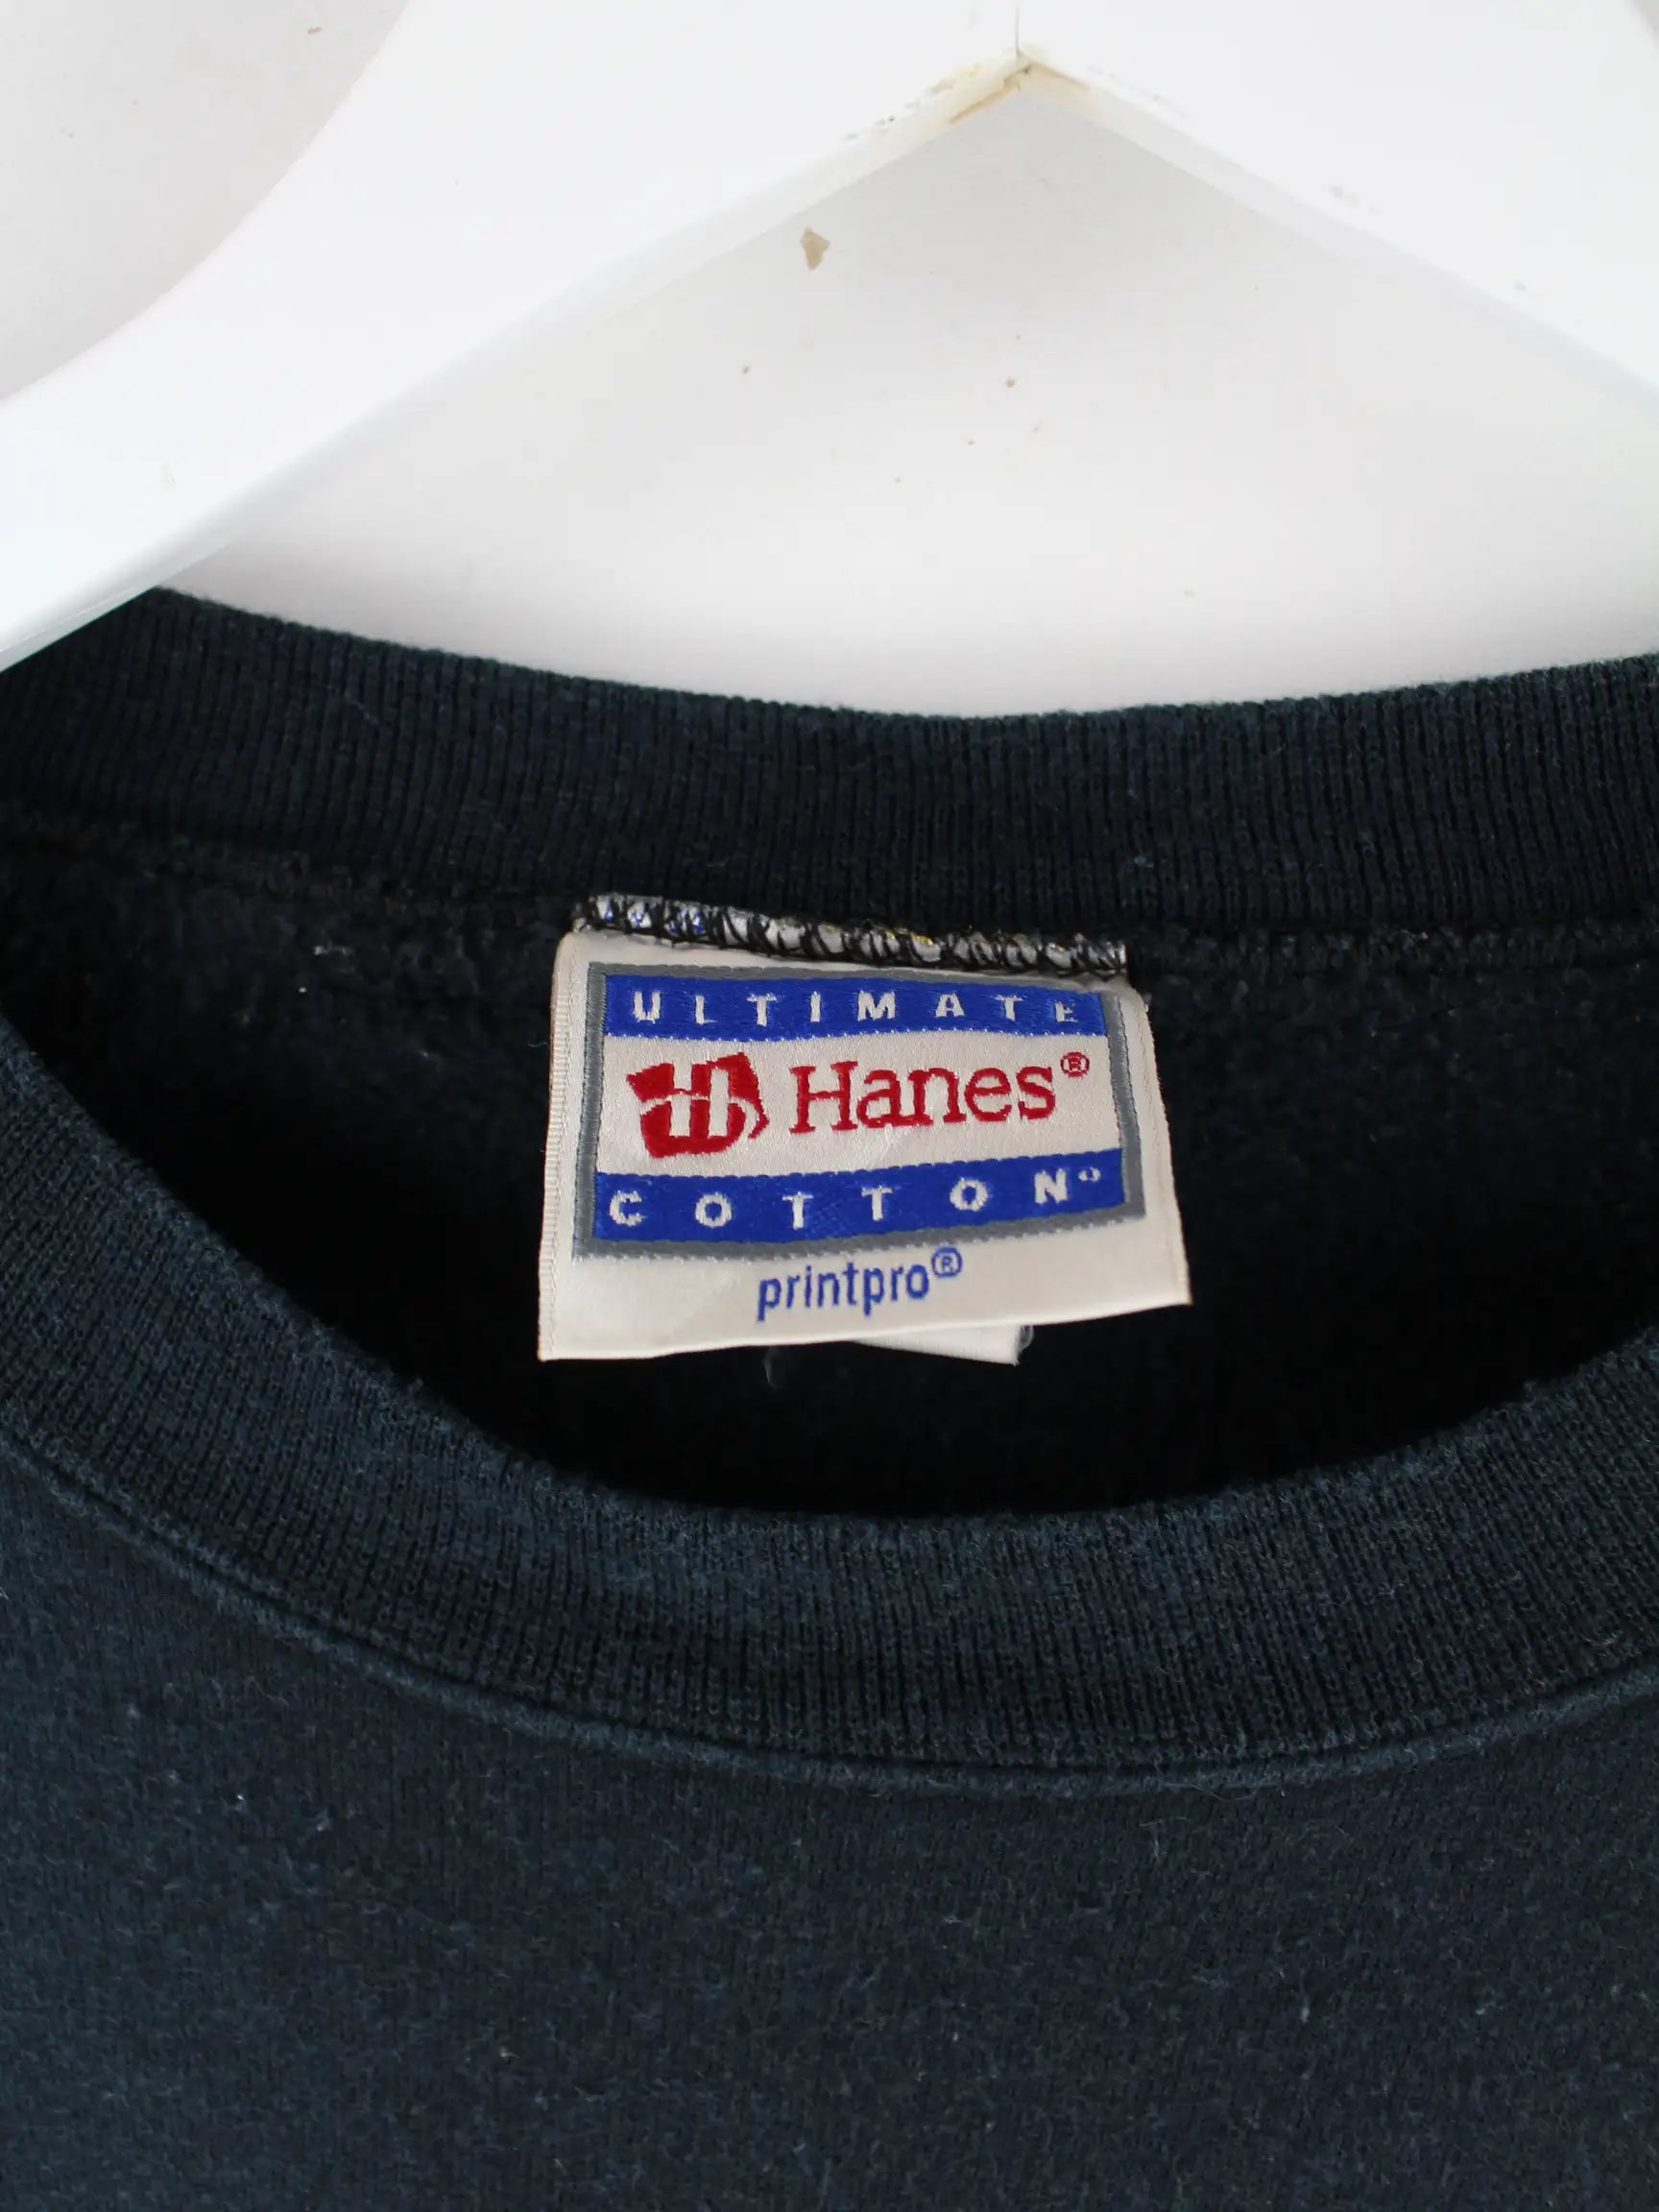 ULTIMATE
H Hanes®
COTTON®
printpro®